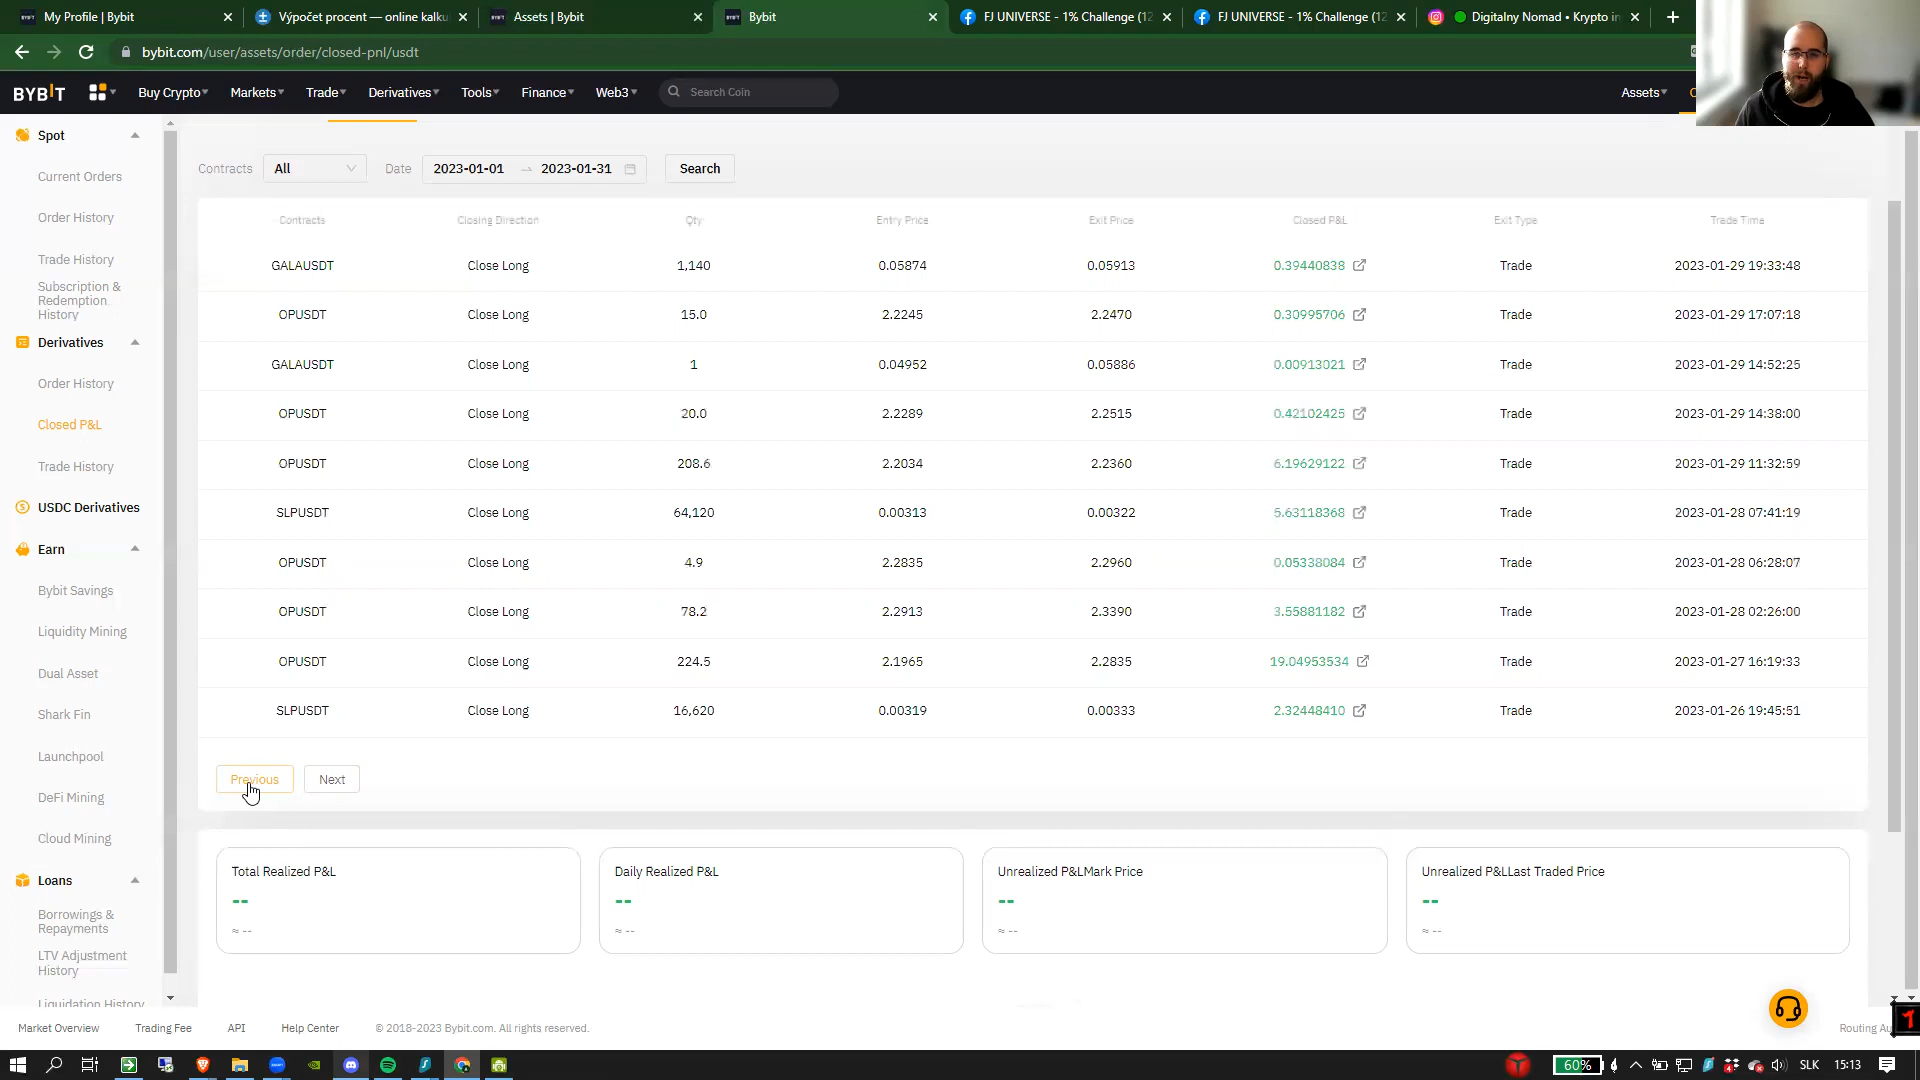 My Profile | Bybit
Výpočet procent — online kalku
Assets | Bybit
Bybit
FJ UNIVERSE - 1% Challenge (12
FJ UNIVERSE - 1% Challenge (12
Digitalny Nomad • Krypto in
bybit.com/user/assets/order/closed-pnl/usdt
BYBIT
Buy Crypto
Markets
Trade
Derivatives
Tools
Finance
Web3
Search Coin
Assets
Spot
Current Orders
Order History
Trade History
Subscription &
Redemption
History
Derivatives
Order History
Closed P&L
Trade History
USDC Derivatives
Earn
Bybit Savings
Liquidity Mining
Dual Asset
Shark Fin
Launchpool
DeFi Mining
Cloud Mining
Loans
Borrowings &
Repayments
LTV Adjustment
History
Liquidation History
Contracts All Date 2023-01-01 → 2023-01-31 Search
Contracts Closing Direction Qty Entry Price Exit Price Closed P&L Exit Type Trade Time
GALAUSDT Close Long 1,140 0.05874 0.05913 0.39440838 Trade 2023-01-29 19:33:48
OPUSDT Close Long 15.0 2.2245 2.2470 0.30995706 Trade 2023-01-29 17:07:18
GALAUSDT Close Long 1 0.04952 0.05886 0.00913021 Trade 2023-01-29 14:52:25
OPUSDT Close Long 20.0 2.2289 2.2515 0.42102425 Trade 2023-01-29 14:38:00
OPUSDT Close Long 208.6 2.2034 2.2360 6.19629122 Trade 2023-01-29 11:32:59
SLPUSDT Close Long 64,120 0.00313 0.00322 5.63118368 Trade 2023-01-28 07:41:19
OPUSDT Close Long 4.9 2.2835 2.2960 0.05338084 Trade 2023-01-28 06:28:07
OPUSDT Close Long 78.2 2.2913 2.3390 3.55881182 Trade 2023-01-28 02:26:00
OPUSDT Close Long 224.5 2.1965 2.2835 19.04953534 Trade 2023-01-27 16:19:33
SLPUSDT Close Long 16,620 0.00319 0.00333 2.32448410 Trade 2023-01-26 19:45:51
Previous Next
Total Realized P&L
--
≈ --
Daily Realized P&L
--
≈ --
Unrealized P&LMark Price
--
≈ --
Unrealized P&LLast Traded Price
--
≈ --
Market Overview Trading Fee API Help Center © 2018-2023 Bybit.com. All rights reserved. Routing Au
60% SLK 15:13